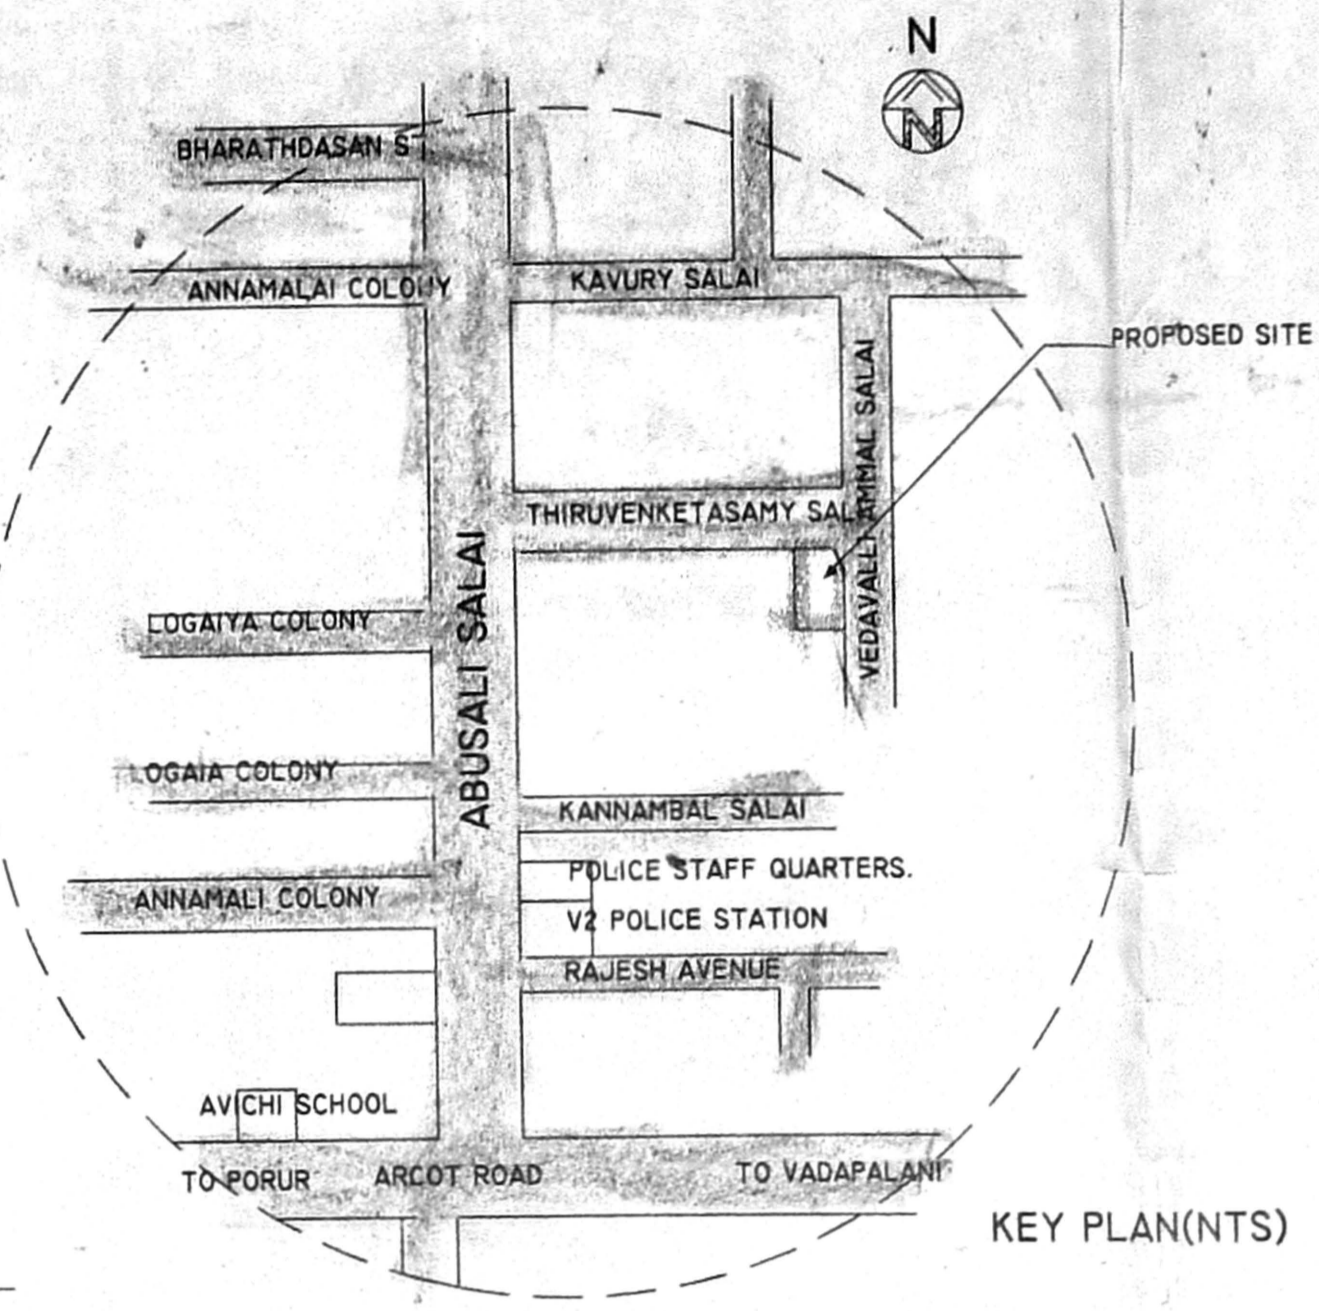 N
N
BHARATHDASAN ST.
ANNAMALAI COLONY
KAVURY SALAI
PROPOSED SITE
VEDAVALLI AMMAL SALAI
THIRUVENKETASAMY SALAI
ABUSALI SALAI
LOGAIYA COLONY
LOGAIA COLONY
KANNAMBAL SALAI
POLICE STAFF QUARTERS.
ANNAMALI COLONY
V2 POLICE STATION
RAJESH AVENUE
AVICHI SCHOOL
TO PORUR
ARCOT ROAD
TO VADAPALANI
KEY PLAN(NTS)